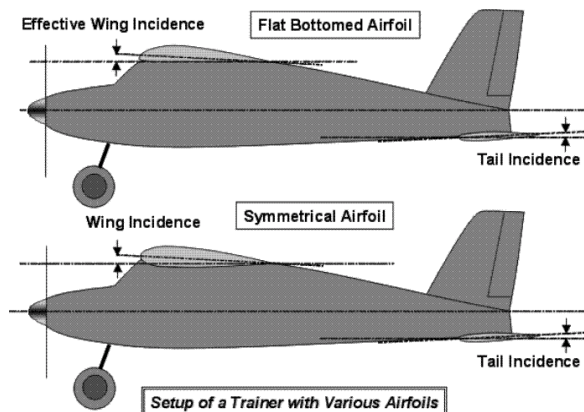 Effective Wing Incidence
Flat Bottomed Airfoil
Tail Incidence
Wing Incidence
Symmetrical Airfoil
Tail Incidence
Setup of a Trainer with Various Airfoils